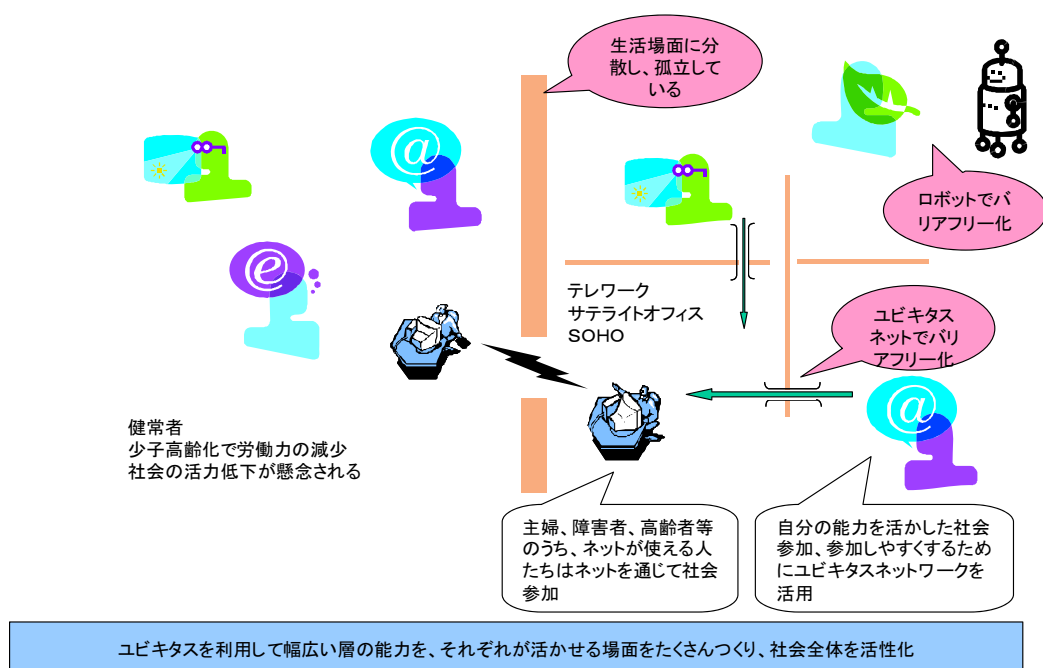 生活場面に分
散し、孤立して
いる
@
@
e
ロボットでバ
リアフリー化
テレワーク
サテライトオフィス
SOHO
ユビキタス
ネットでバリ
アフリー化
@
健常者
少子高齢化で労働力の減少
社会の活力低下が懸念される
主婦、障害者、高齢者等
のうち、ネットが使える人
たちはネットを通じて社会
参加
自分の能力を活かした社会
参加、参加しやすくするため
にユビキタスネットワークを
活用
ユビキタスを利用して幅広い層の能力を、それぞれが活かせる場面をたくさんつくり、社会全体を活性化